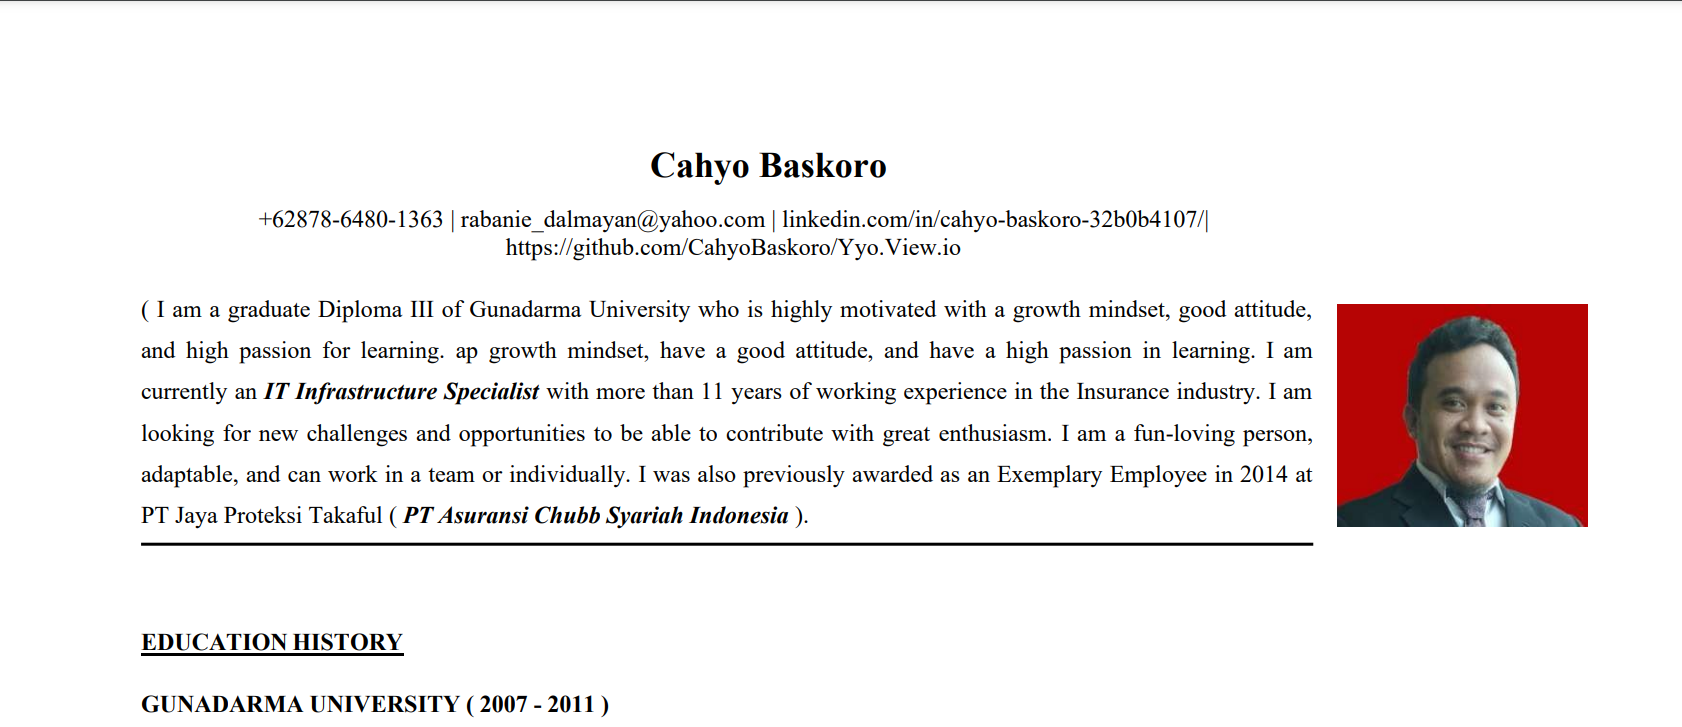 Cahyo Baskoro
+62878-6480-1363 | rabanie_dalmayan@yahoo.com | linkedin.com/in/cahyo-baskoro-32b0b4107/|
https://github.com/CahyoBaskoro/Yyo.View.io
( I am a graduate Diploma III of Gunadarma University who is highly motivated with a growth mindset, good attitude,
and high passion for learning. ap growth mindset, have a good attitude, and have a high passion in learning. I am
currently an IT Infrastructure Specialist with more than 11 years of working experience in the Insurance industry. I am
looking for new challenges and opportunities to be able to contribute with great enthusiasm. I am a fun-loving person,
adaptable, and can work in a team or individually. I was also previously awarded as an Exemplary Employee in 2014 at
PT Jaya Proteksi Takaful ( PT Asuransi Chubb Syariah Indonesia ).
EDUCATION HISTORY
GUNADARMA UNIVERSITY ( 2007 - 2011 )